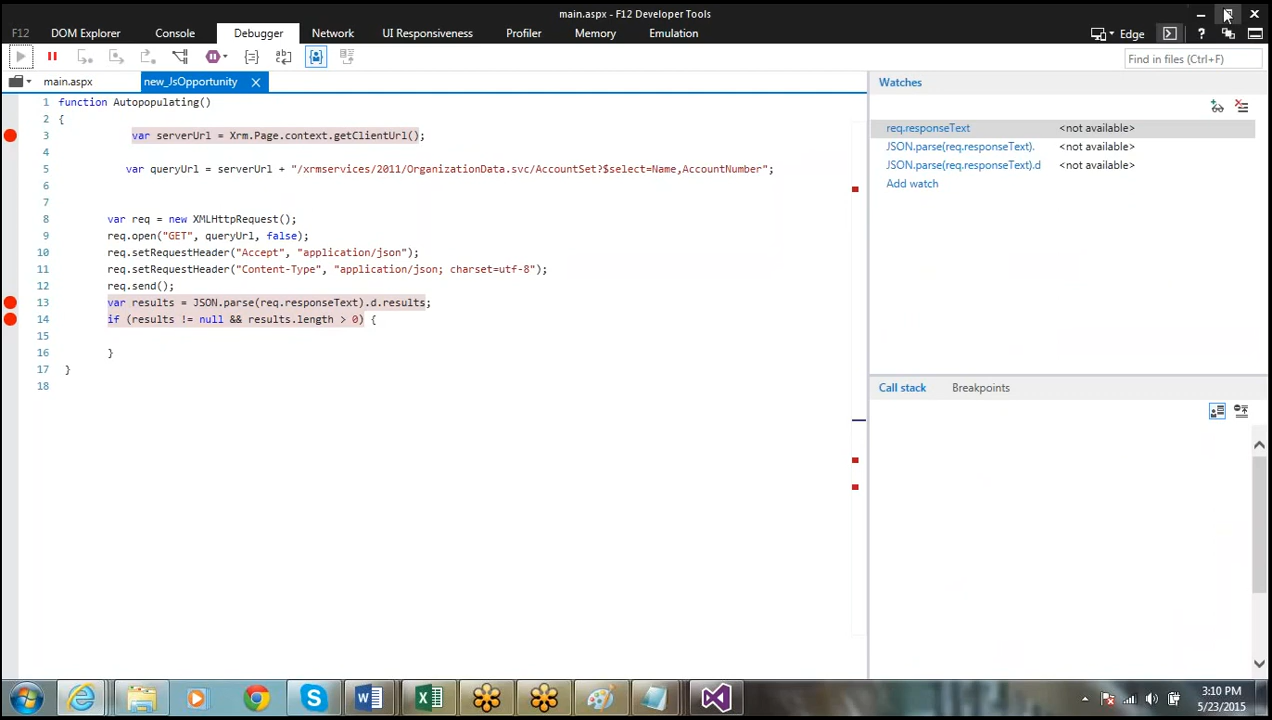 main.aspx - F12 Developer Tools
F12 DOM Explorer Console Debugger Network UI Responsiveness Profiler Memory Emulation Edge ?
Find in files (Ctrl+F)
main.aspx new_JsOpportunity
Watches
1 function Autopopulating()
2 {
3 var serverUrl = Xrm.Page.context.getClientUrl();
4
5 var queryUrl = serverUrl + "/xrmservices/2011/OrganizationData.svc/AccountSet?$select=Name,AccountNumber";
6
7
8 var req = new XMLHttpRequest();
9 req.open("GET", queryUrl, false);
10 req.setRequestHeader("Accept", "application/json");
11 req.setRequestHeader("Content-Type", "application/json; charset=utf-8");
12 req.send();
13 var results = JSON.parse(req.responseText).d.results;
14 if (results != null && results.length > 0) {
15
16 }
17 }
18
req.responseText <not available>
JSON.parse(req.responseText). <not available>
JSON.parse(req.responseText).d <not available>
Add watch
Call stack Breakpoints
3:10 PM
5/23/2015